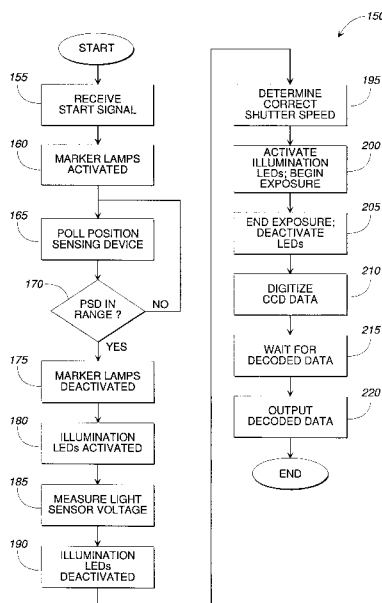 START
155
RECEIVE
START SIGNAL
160
MARKER LAMPS
ACTIVATED
165
POLL POSITION
SENSING DEVICE
170
PSD IN
RANGE ?
NO
YES
175
MARKER LAMPS
DEACTIVATED
180
ILLUMINATION
LEDs ACTIVATED
185
MEASURE LIGHT
SENSOR VOLTAGE
190
ILLUMINATION
LEDs
DEACTIVATED
150
195
DETERMINE
CORRECT
SHUTTER SPEED
200
ACTIVATE
ILLUMINATION
LEDs; BEGIN
EXPOSURE
205
END EXPOSURE;
DEACTIVATE
LEDs
210
DIGITIZE
CCD DATA
215
WAIT FOR
DECODED DATA
220
OUTPUT
DECODED DATA
END